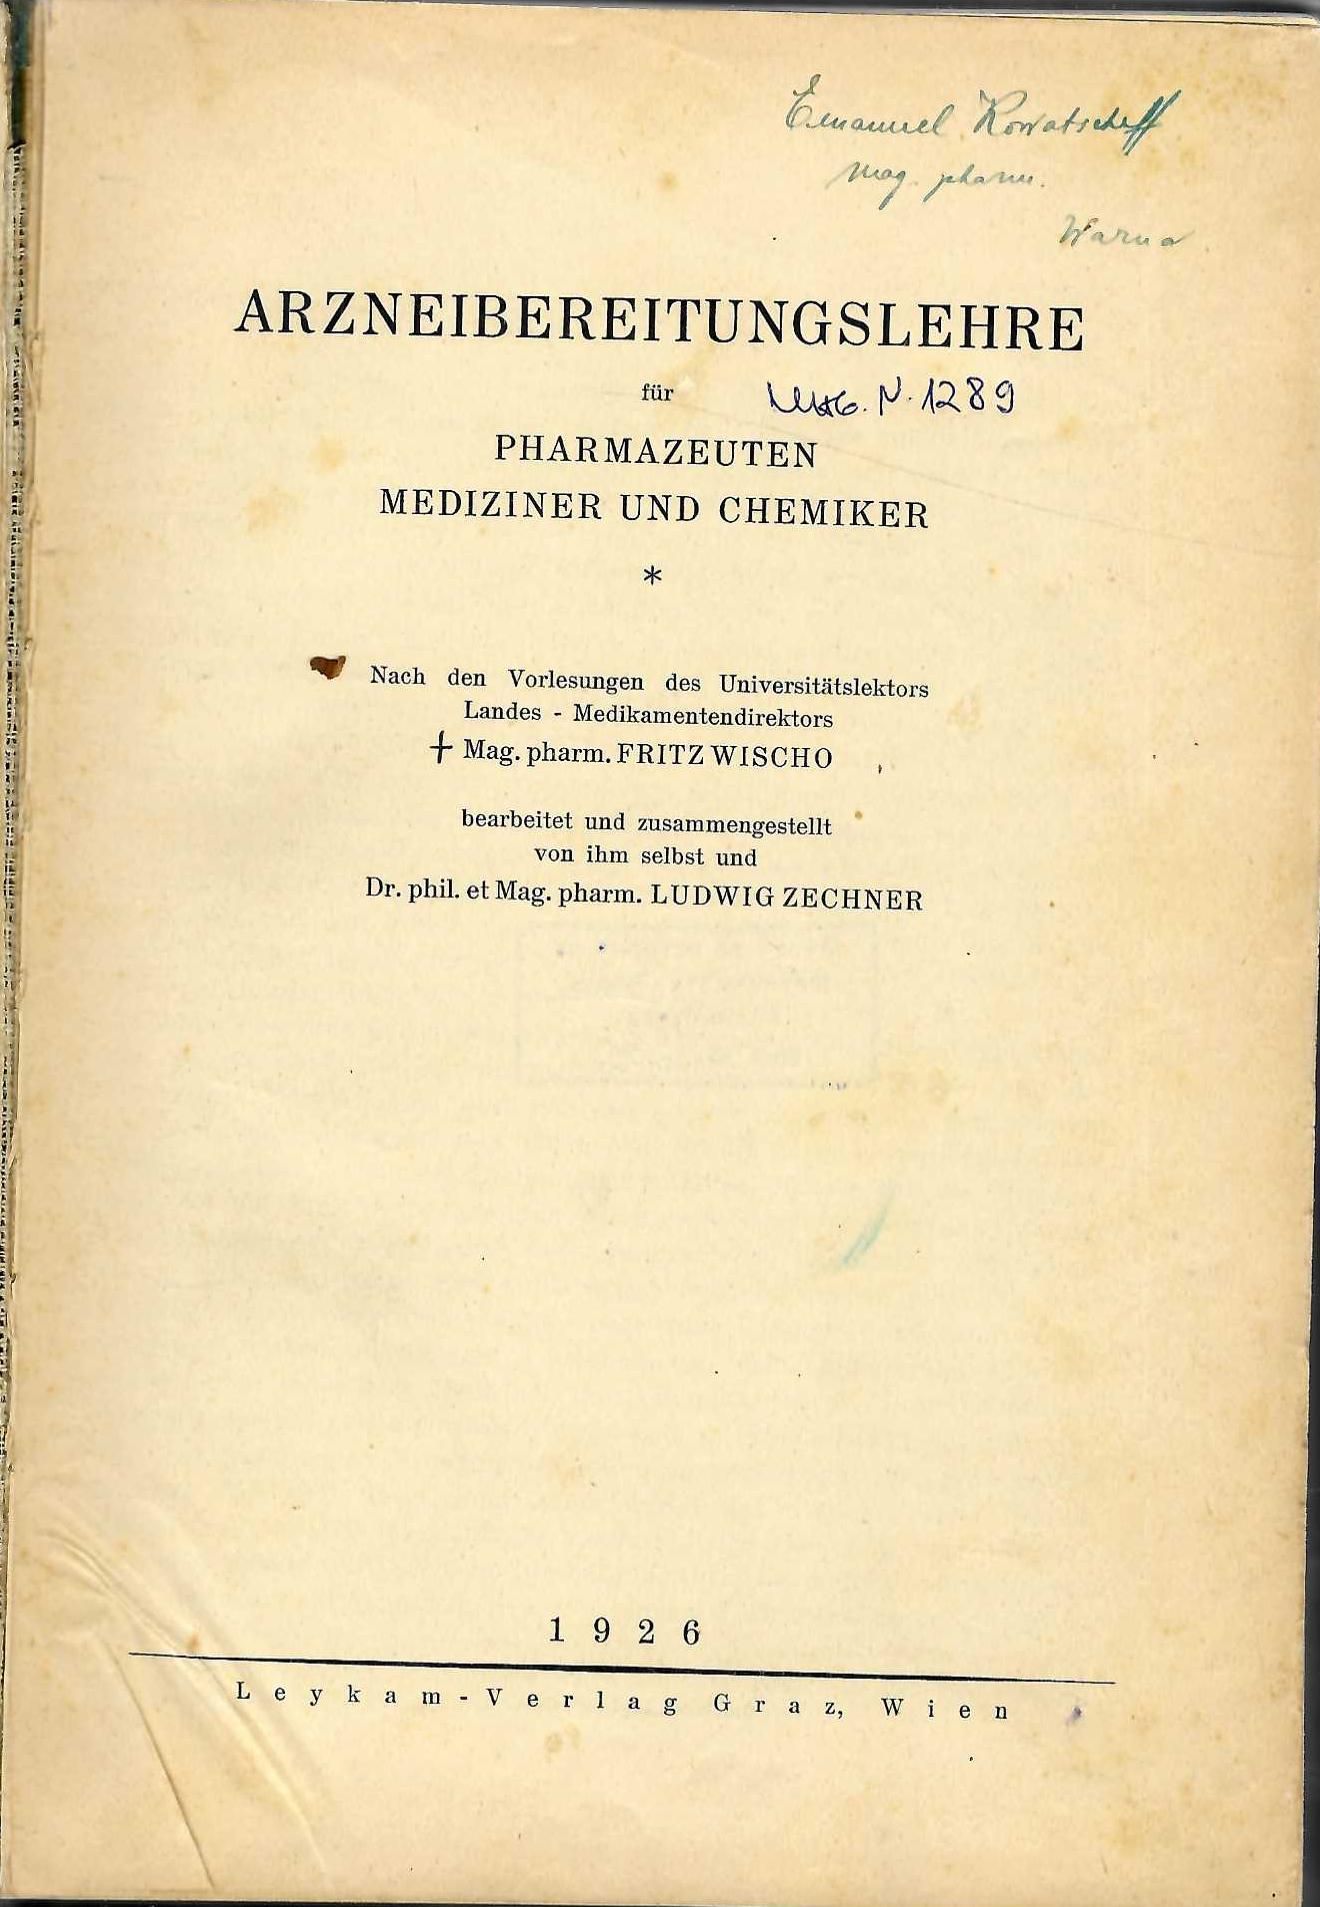 Emanuel Kowatscheff
Mag. pharm.
Warna
ARZNEIBEREITUNGSLEHRE
für
N. 1289
PHARMAZEUTEN
MEDIZINER UND CHEMIKER
*
Nach den Vorlesungen des Universitätslektors
Landes - Medikamentendirektors
† Mag. pharm. FRITZ WISCHO
bearbeitet und zusammengestellt
von ihm selbst und
Dr. phil. et Mag. pharm. LUDWIG ZECHNER
1926
Leykam-Verlag Graz, Wien